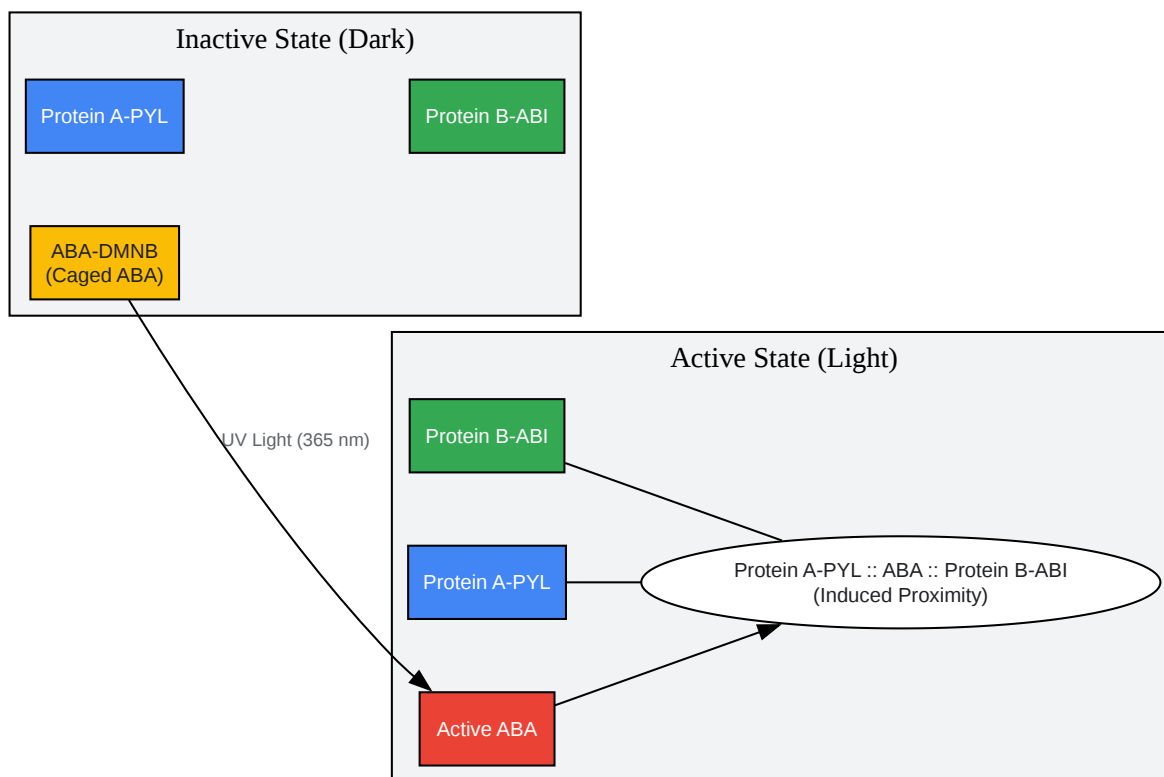 Inactive State (Dark)
Protein A-PYL
Protein B-ABI
ABA-DMNB
(Caged ABA)
UV Light (365 nm)
Active State (Light)
Protein B-ABI
Protein A-PYL
Protein A-PYL :: ABA :: Protein B-ABI
(Induced Proximity)
Active ABA